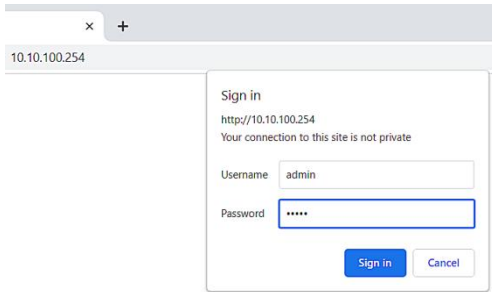 × +
10.10.100.254
Sign in
http://10.10.100.254
Your connection to this site is not private
Username admin
Password •••••
Sign in Cancel